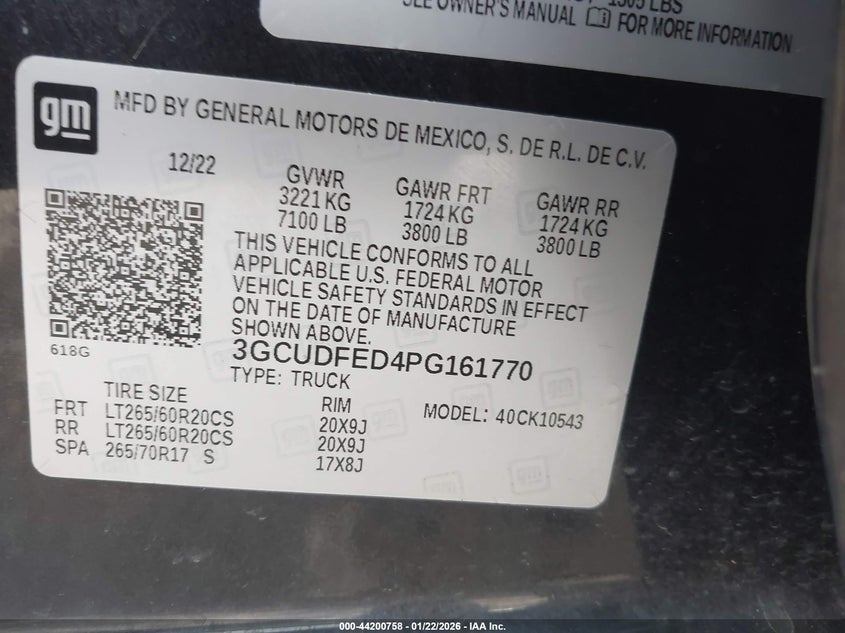 1305 LBS
SEE OWNER'S MANUAL FOR MORE INFORMATION
gm
MFD BY GENERAL MOTORS DE MEXICO, S. DE R.L. DE C.V.
12/22
GVWR GAWR FRT GAWR RR
3221 KG 1724 KG 1724 KG
7100 LB 3800 LB 3800 LB
THIS VEHICLE CONFORMS TO ALL
APPLICABLE U.S. FEDERAL MOTOR
VEHICLE SAFETY STANDARDS IN EFFECT
ON THE DATE OF MANUFACTURE
SHOWN ABOVE.
618G
3GCUDFED4PG161770
TYPE: TRUCK
TIRE SIZE RIM MODEL: 40CK10543
FRT LT265/60R20CS 20X9J
RR LT265/60R20CS 20X9J
SPA 265/70R17 S 17X8J
000-44200758 - 01/22/2026 - IAA Inc.